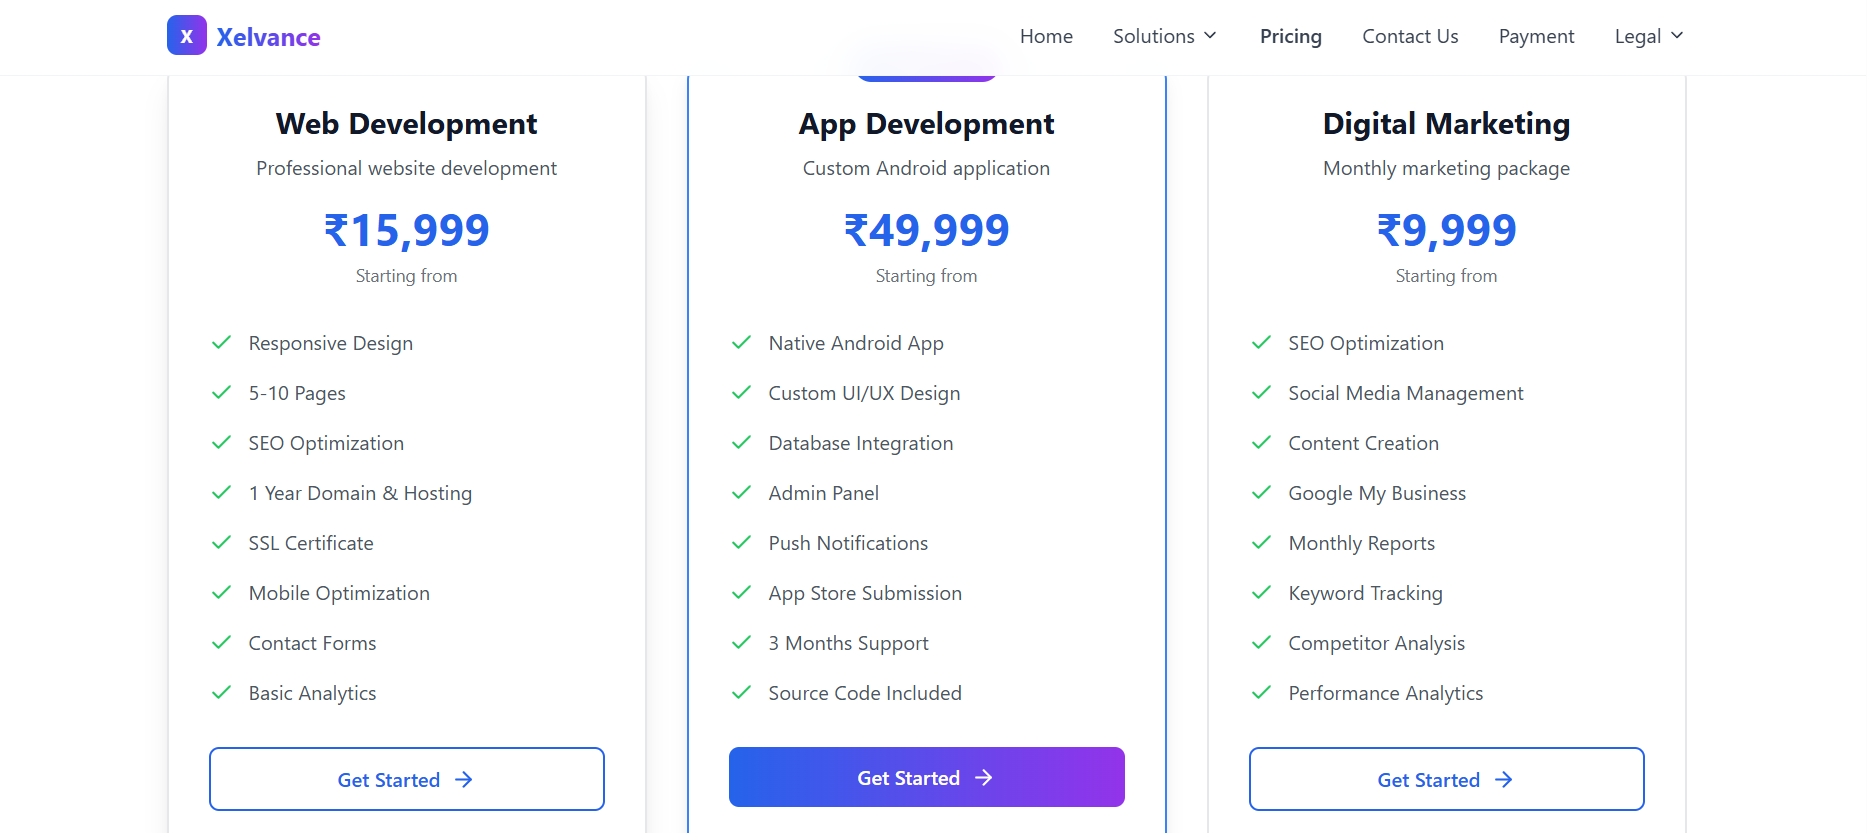 X Xelvance
Home Solutions Pricing Contact Us Payment Legal
Web Development
Professional website development
₹15,999
Starting from
Responsive Design
5-10 Pages
SEO Optimization
1 Year Domain & Hosting
SSL Certificate
Mobile Optimization
Contact Forms
Basic Analytics
Get Started
App Development
Custom Android application
₹49,999
Starting from
Native Android App
Custom UI/UX Design
Database Integration
Admin Panel
Push Notifications
App Store Submission
3 Months Support
Source Code Included
Get Started
Digital Marketing
Monthly marketing package
₹9,999
Starting from
SEO Optimization
Social Media Management
Content Creation
Google My Business
Monthly Reports
Keyword Tracking
Competitor Analysis
Performance Analytics
Get Started